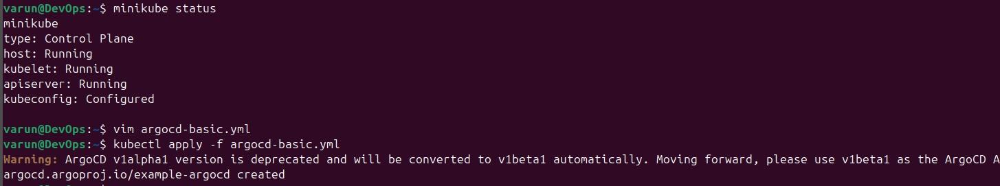 varun@DevOps:~$ minikube status
minikube
type: Control Plane
host: Running
kubelet: Running
apiserver: Running
kubeconfig: Configured
varun@DevOps:~$ vim argocd-basic.yml
varun@DevOps:~$ kubectl apply -f argocd-basic.yml
Warning: ArgoCD v1alpha1 version is deprecated and will be converted to v1beta1 automatically. Moving forward, please use v1beta1 as the ArgoCD A
argocd.argoproj.io/example-argocd created